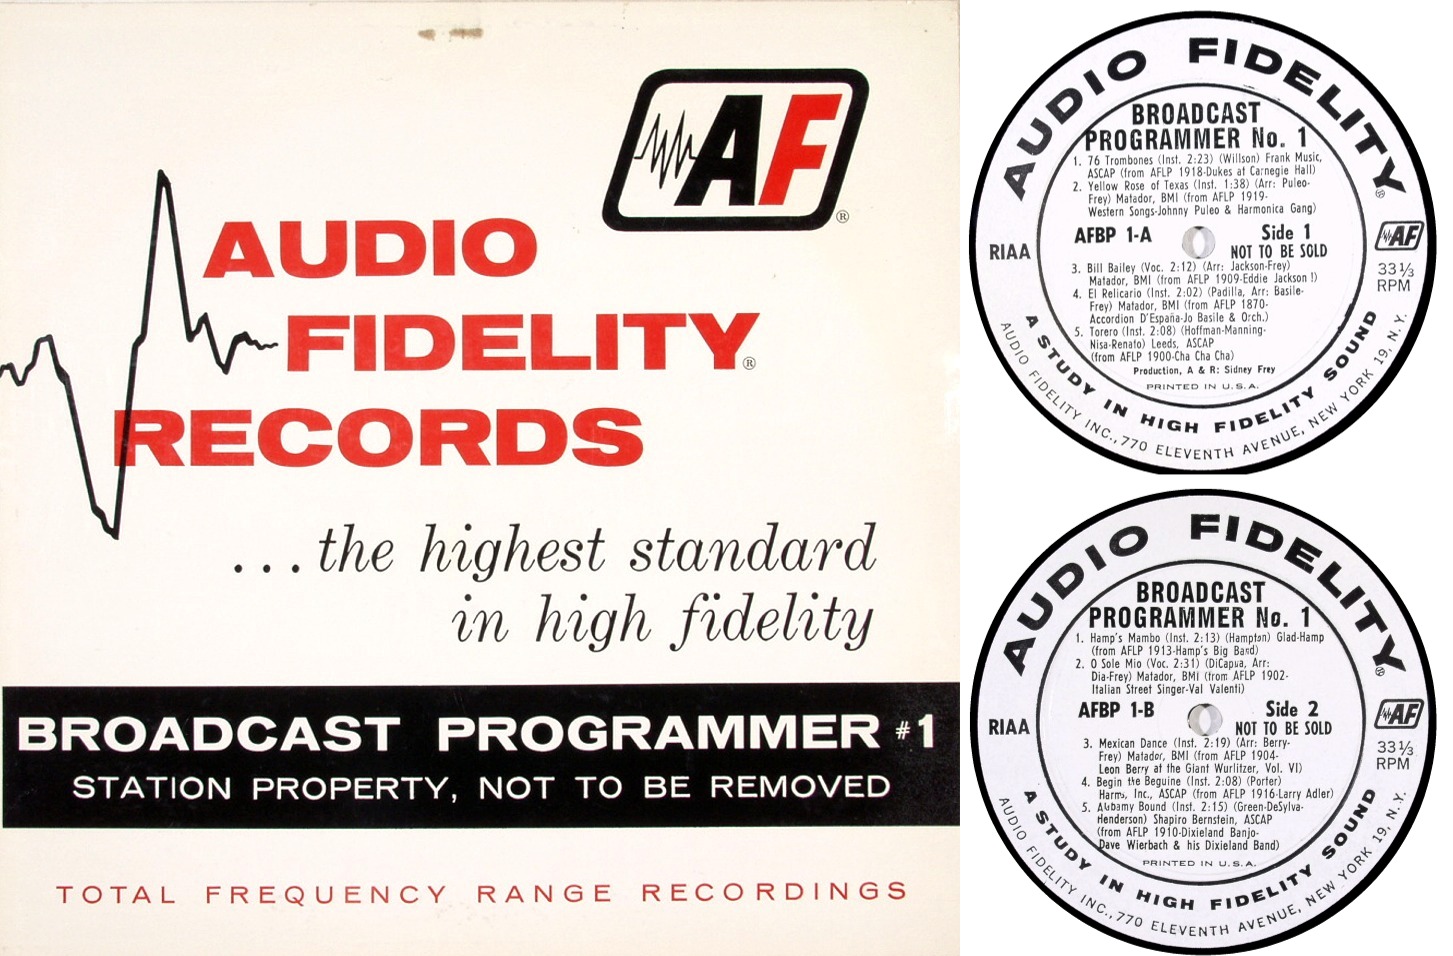 AF®
AUDIO
FIDELITY®
RECORDS
...the highest standard
in high fidelity
BROADCAST PROGRAMMER #1
STATION PROPERTY, NOT TO BE REMOVED
TOTAL FREQUENCY RANGE RECORDINGS
AUDIO FIDELITY®
BROADCAST
PROGRAMMER No. 1
1. 76 Trombones (Inst. 2:23) (Willson) Frank Music,
ASCAP (from AFLP 1918-Dukes at Carnegie Hall)
2. Yellow Rose of Texas (Inst. 1:38) (Arr: Puleo-
Frey) Matador, BMI (from AFLP 1919-
Western Songs-Johnny Puleo & Harmonica Gang)
AFBP 1-A
Side 1
NOT TO BE SOLD
RIAA
AF
33 1/3
RPM
3. Bill Bailey (Voc. 2:12) (Arr: Jackson-Frey)
Matador, BMI (from AFLP 1909-Eddie Jackson!)
4. El Relicario (Inst. 2:02) (Padilla, Arr: Basile-
Frey) Matador, BMI (from AFLP 1870-
Accordion D'España-Jo Basile & Orch.)
5. Torero (Inst. 2:08) (Hoffman-Manning-
Nisa-Renato) Leeds, ASCAP
(from AFLP 1900-Cha Cha Cha)
Production, A & R: Sidney Frey
PRINTED IN U.S.A.
A STUDY IN HIGH FIDELITY SOUND
AUDIO FIDELITY INC., 770 ELEVENTH AVENUE, NEW YORK 19, N.Y.
AUDIO FIDELITY®
BROADCAST
PROGRAMMER No. 1
1. Hamp's Mambo (Inst. 2:13) (Hampton) Glad-Hamp
(from AFLP 1913-Hamp's Big Band)
2. O Sole Mio (Voc. 2:31) (DiCapua, Arr:
Dia-Frey) Matador, BMI (from AFLP 1902-
Italian Street Singer-Val Valenti)
AFBP 1-B
Side 2
NOT TO BE SOLD
RIAA
AF
33 1/3
RPM
3. Mexican Dance (Inst. 2:19) (Arr: Berry-
Frey) Matador, BMI (from AFLP 1904-
Leon Berry at the Giant Wurlitzer, Vol. VI)
4. Begin the Beguine (Inst. 2:08) (Porter)
Harms, Inc., ASCAP (from AFLP 1916-Larry Adler)
5. Alabamy Bound (Inst. 2:15) (Green-DeSylva-
Henderson) Shapiro Bernstein, ASCAP
(from AFLP 1910-Dixieland Banjo-
Dave Wierbach & his Dixieland Band)
PRINTED IN U.S.A.
A STUDY IN HIGH FIDELITY SOUND
AUDIO FIDELITY INC., 770 ELEVENTH AVENUE, NEW YORK 19, N.Y.